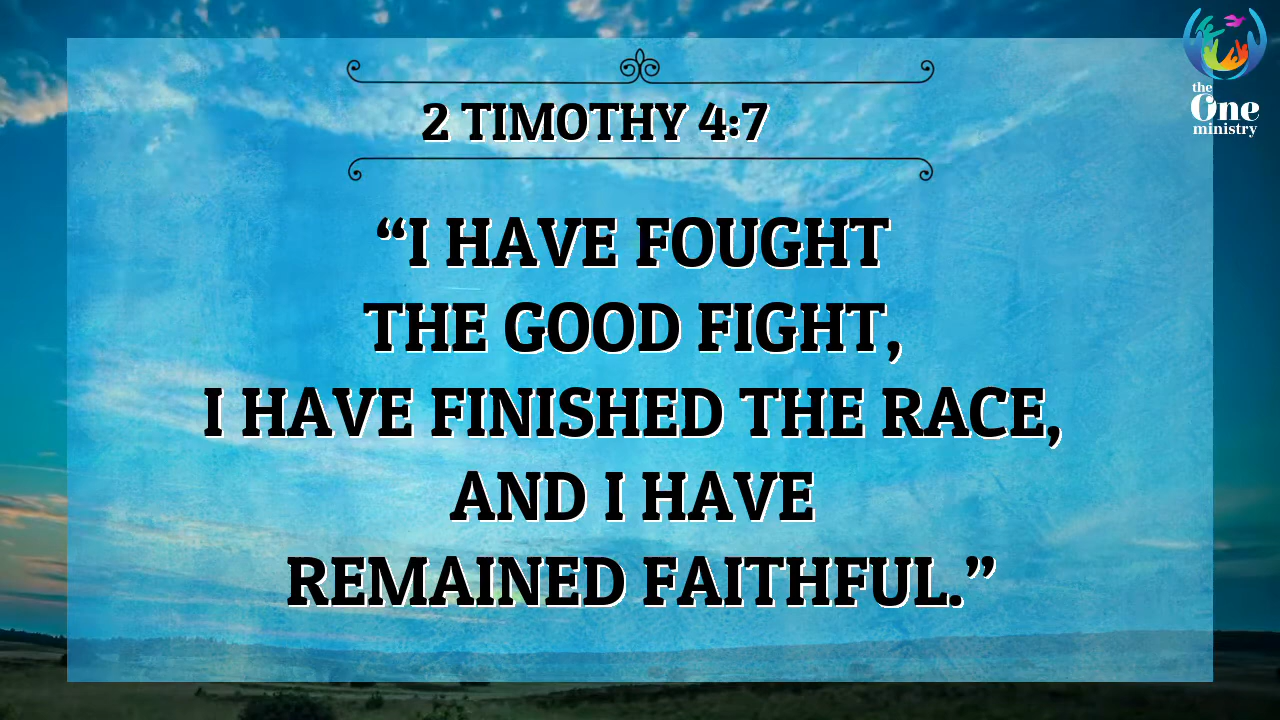 2 TIMOTHY 4:7
“I HAVE FOUGHT
THE GOOD FIGHT,
I HAVE FINISHED THE RACE,
AND I HAVE
REMAINED FAITHFUL.”
the
One
ministry